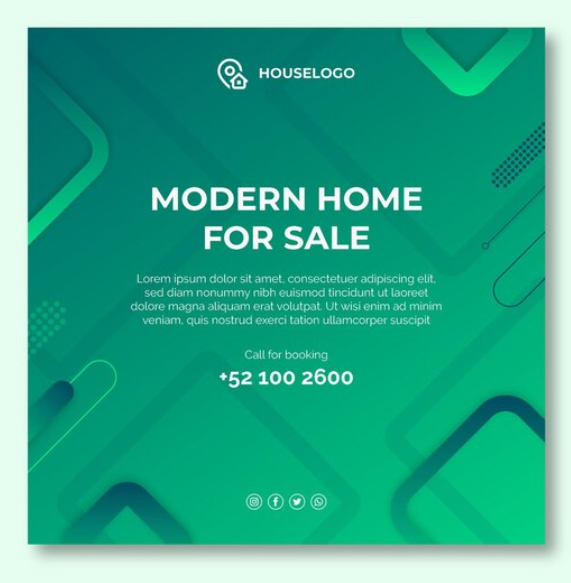 HOUSELOGO
MODERN HOME
FOR SALE
Lorem ipsum dolor sit amet, consectetuer adipiscing elit,
sed diam nonummy nibh euismod tincidunt ut laoreet
dolore magna aliquam erat volutpat. Ut wisi enim ad minim
veniam, quis nostrud exerci tation ullamcorper suscipit
Call for booking
+52 100 2600